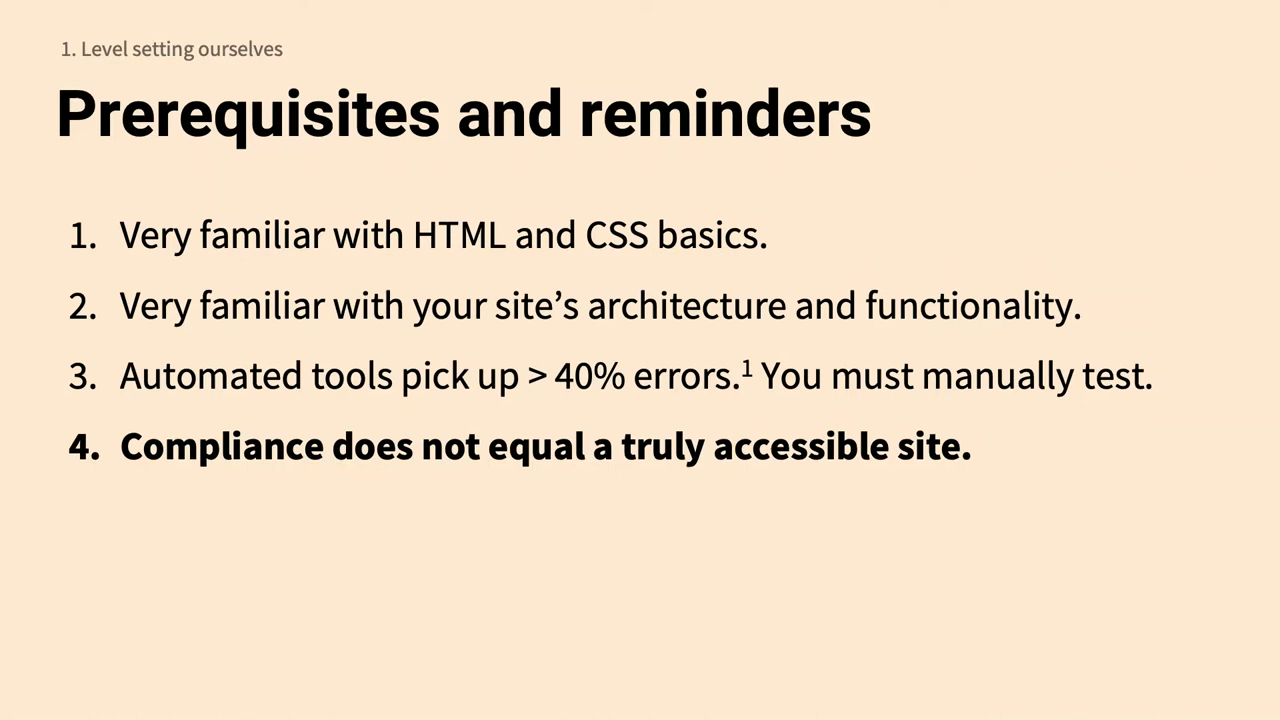 1. Level setting ourselves
Prerequisites and reminders
1. Very familiar with HTML and CSS basics.
2. Very familiar with your site’s architecture and functionality.
3. Automated tools pick up > 40% errors.¹ You must manually test.
4. Compliance does not equal a truly accessible site.